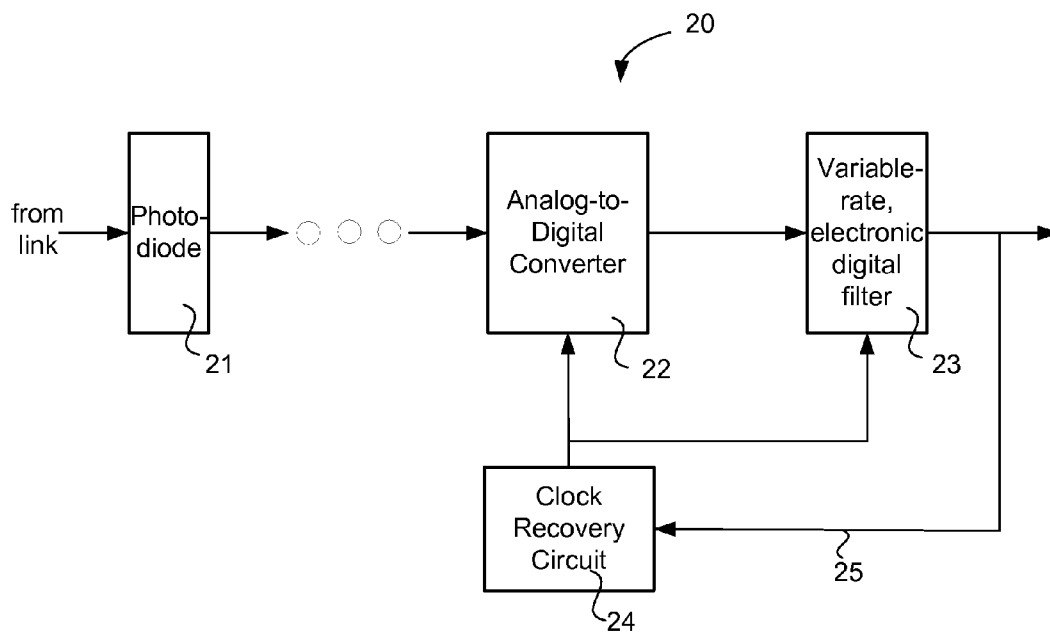 20
from
link
Photo-
diode
21
Analog-to-
Digital
Converter
22
Variable-
rate,
electronic
digital
filter
23
Clock
Recovery
Circuit
24
25